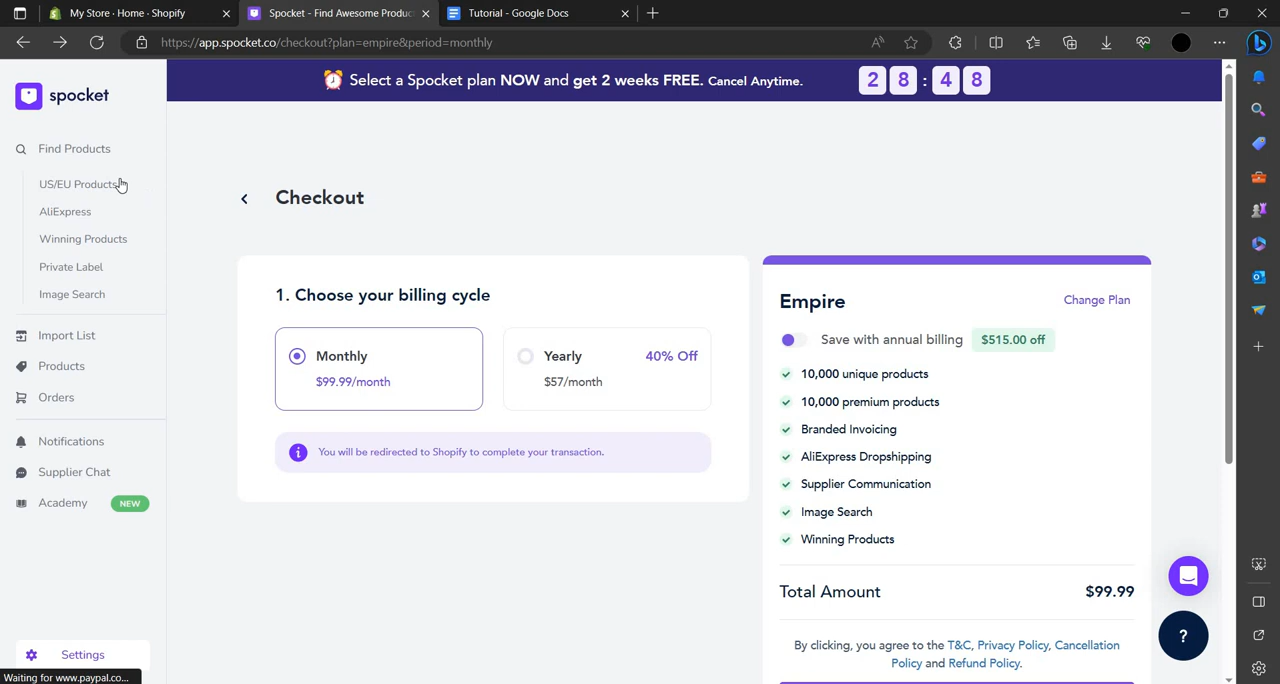 My Store · Home · Shopify
Spocket - Find Awesome Produc
Tutorial - Google Docs
https://app.spocket.co/checkout?plan=empire&period=monthly
⏰ Select a Spocket plan NOW and get 2 weeks FREE. Cancel Anytime.
2 8 : 4 8
spocket
Find Products
US/EU Products
AliExpress
Winning Products
Private Label
Image Search
Import List
Products
Orders
Notifications
Supplier Chat
Academy NEW
Settings
Waiting for www.paypal.co...
Checkout
1. Choose your billing cycle
Monthly
$99.99/month
Yearly 40% Off
$57/month
You will be redirected to Shopify to complete your transaction.
Empire Change Plan
Save with annual billing $515.00 off
10,000 unique products
10,000 premium products
Branded Invoicing
AliExpress Dropshipping
Supplier Communication
Image Search
Winning Products
Total Amount $99.99
By clicking, you agree to the T&C, Privacy Policy, Cancellation
Policy and Refund Policy.
?